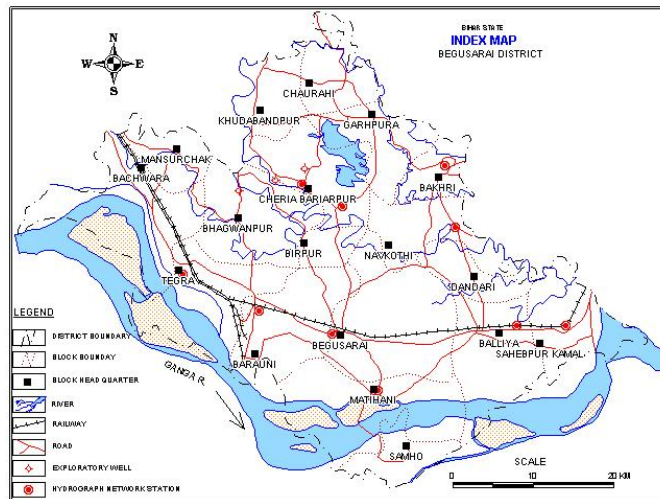 BIHAR STATE
INDEX MAP
BEGUSARAI DISTRICT
N
W E
S
CHAURAHI
KHUDABANDPUR
GARHPURA
MANSURCHAK
BACHWARA
BAKHRI
CHERIA BARIARPUR
BHAGWANPUR
BIRPUR
NAVKOTHI
TEGRA
DANDARI
BEGUSARAI
BALLIYA
SAHEBPUR KAMAL
BARAUNI
GANGA R.
MATIHANI
SAMHO
LEGEND
DISTRICT BOUNDARY
BLOCK BOUNDAY
BLOCK HEAD QUARTER
RIVER
RAILWAY
ROAD
EXPLORATORY WELL
HYDROGRAPH NETWORK STATION
SCALE
0 10 20 KM